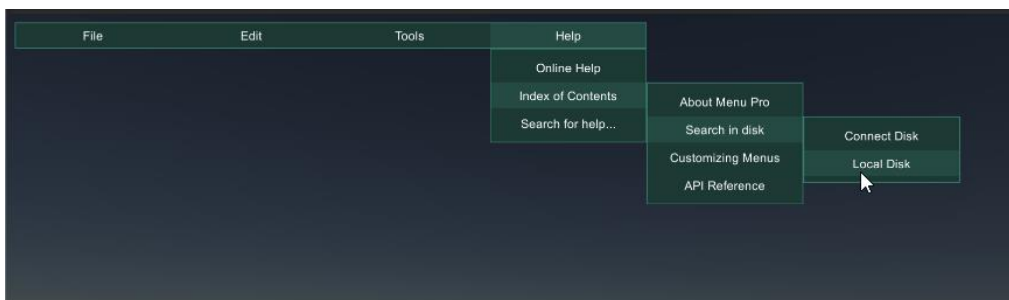 File Edit Tools Help
Online Help
Index of Contents
Search for help...
About Menu Pro
Search in disk
Customizing Menus
API Reference
Connect Disk
Local Disk